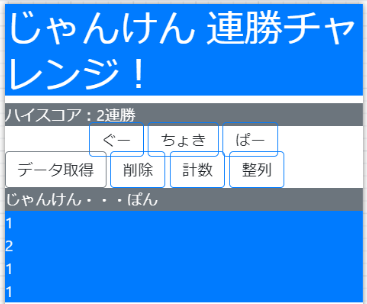 じゃんけん 連勝チャ
レンジ！
ハイスコア：2連勝
ぐー ちょき ぱー
データ取得 削除 計数 整列
じゃんけん・・・ぽん
1
2
1
1